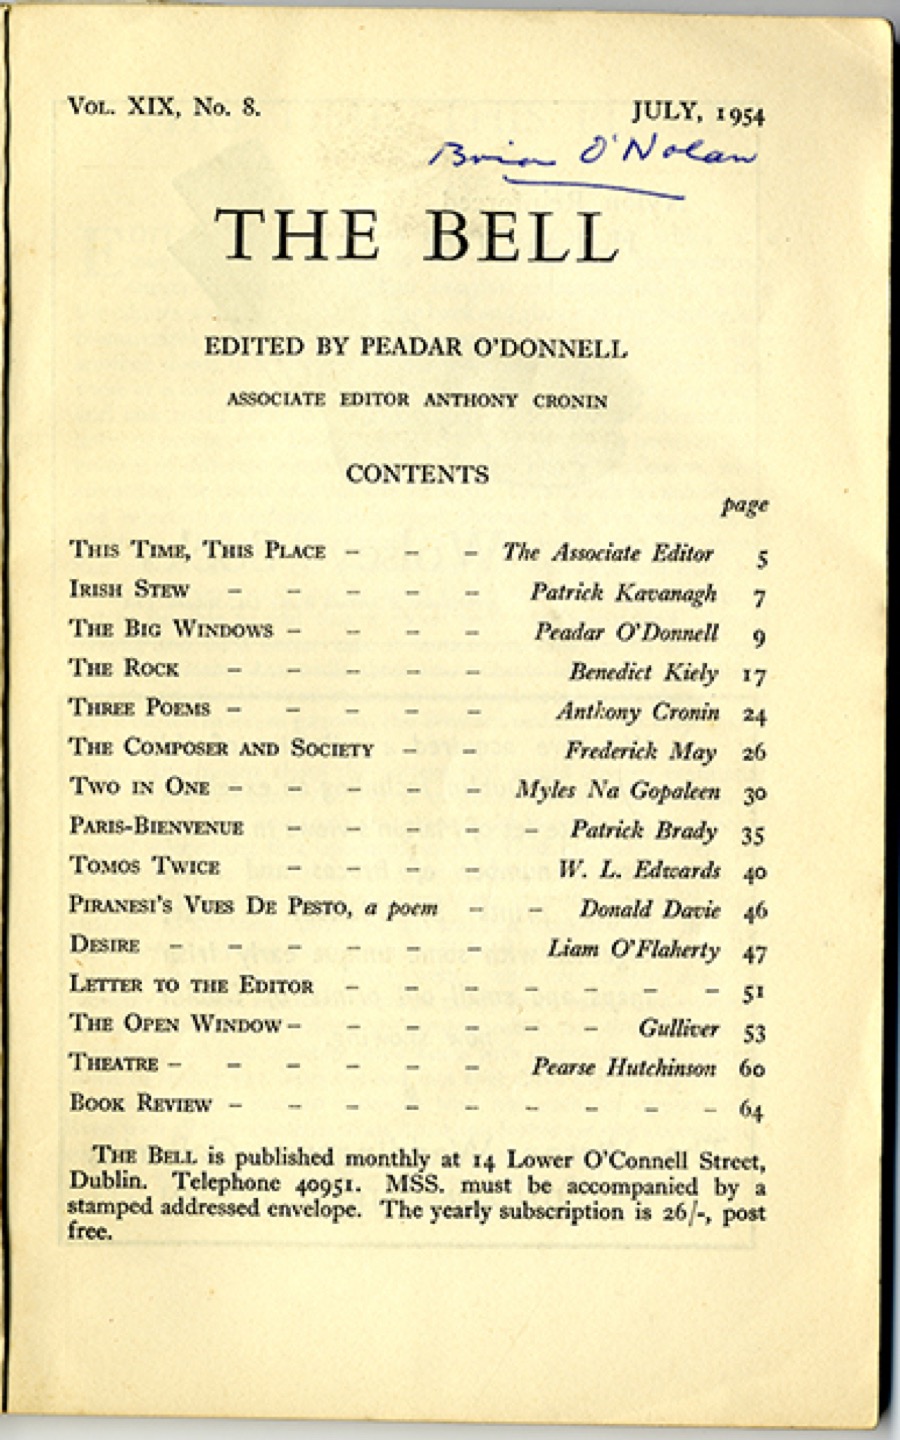 Vol. XIX, No. 8. JULY, 1954
Brian O'Nolan
THE BELL
EDITED BY PEADAR O'DONNELL
ASSOCIATE EDITOR ANTHONY CRONIN
CONTENTS
page
This Time, This Place – – – The Associate Editor 5
Irish Stew – – – – – Patrick Kavanagh 7
The Big Windows – – – – Peadar O'Donnell 9
The Rock – – – – – Benedict Kiely 17
Three Poems – – – – – Anthony Cronin 24
The Composer and Society – – Frederick May 26
Two in One – – – – – Myles Na Gopaleen 30
Paris-Bienvenue – – – – – Patrick Brady 35
Tomos Twice – – – – W. L. Edwards 40
Piranesi's Vues De Pesto, a poem – – Donald Davie 46
Desire – – – – – – Liam O'Flaherty 47
Letter to the Editor – – – – – – – 51
The Open Window – – – – – – Gulliver 53
Theatre – – – – – – Pearse Hutchinson 60
Book Review – – – – – – – – – 64
The Bell is published monthly at 14 Lower O'Connell Street,
Dublin. Telephone 40951. MSS. must be accompanied by a
stamped addressed envelope. The yearly subscription is 26/-, post
free.